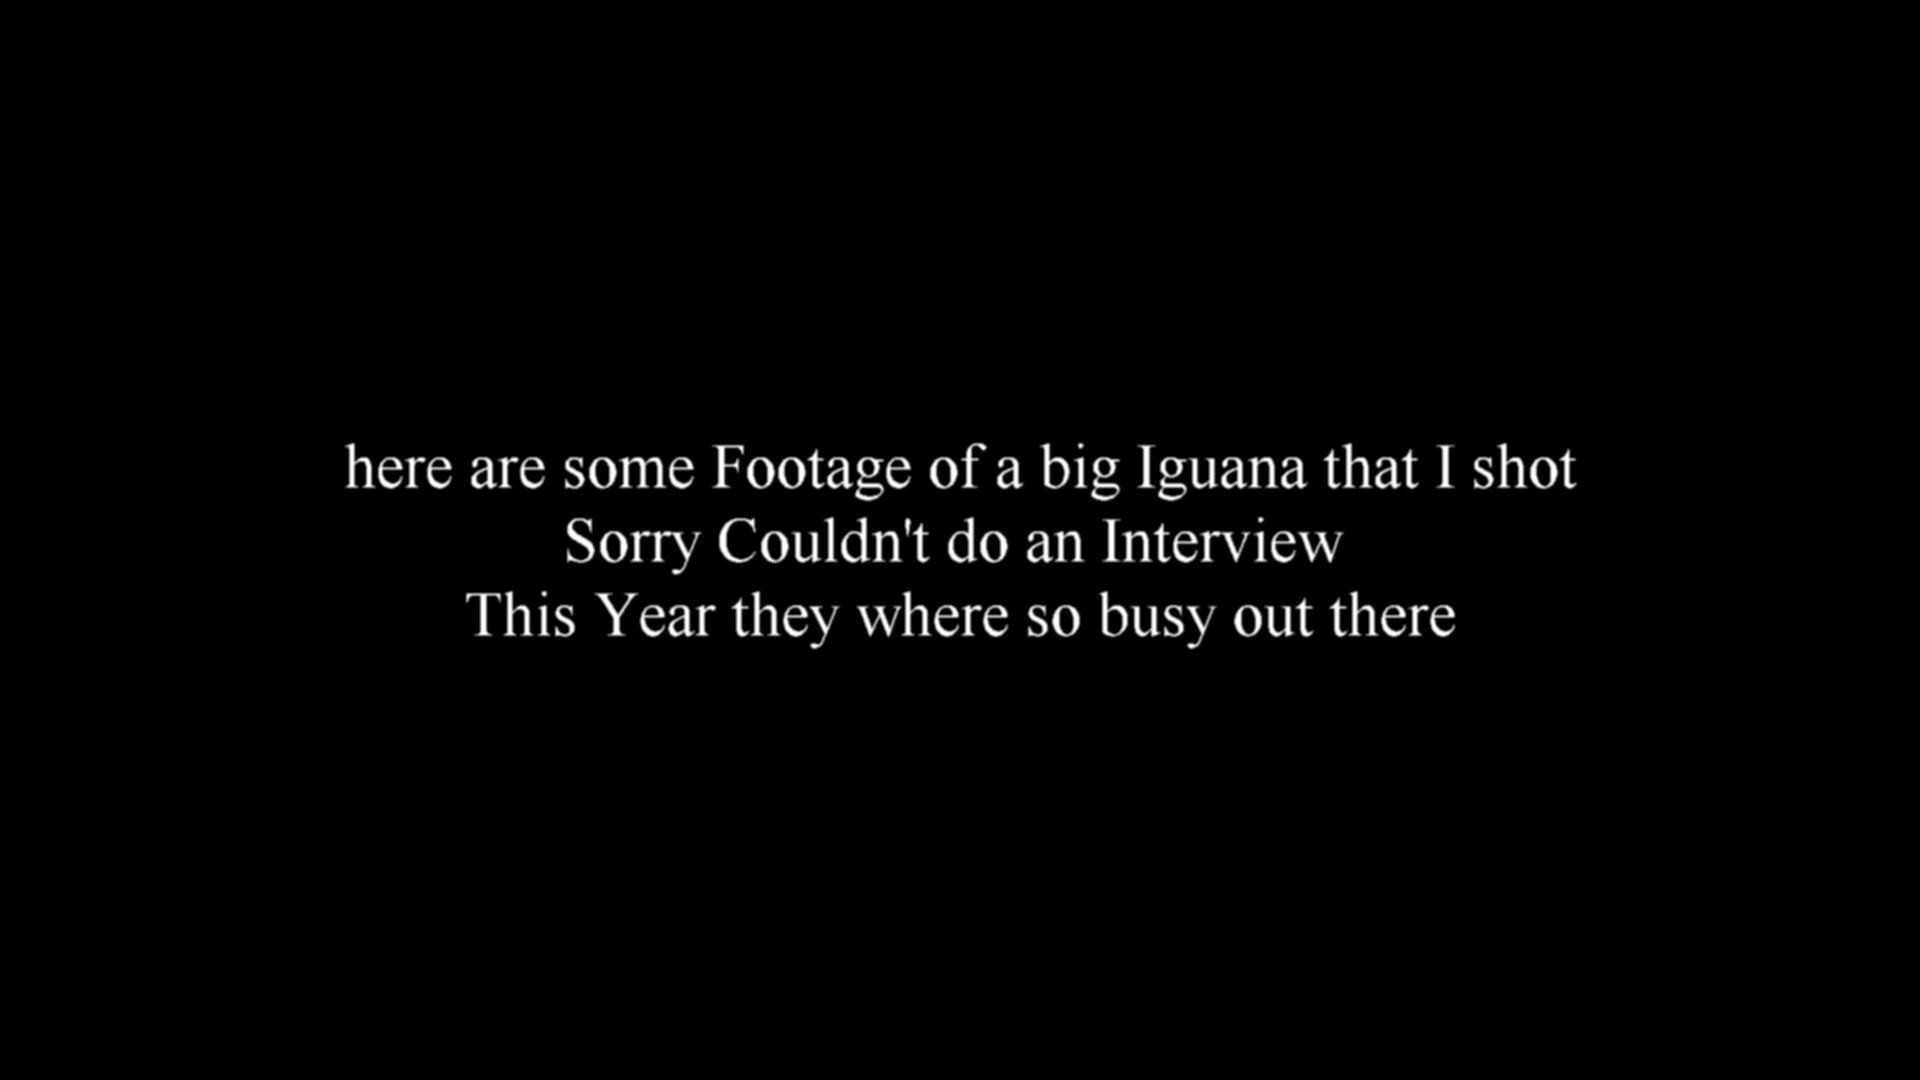 here are some Footage of a big Iguana that I shot
Sorry Couldn't do an Interview
This Year they where so busy out there